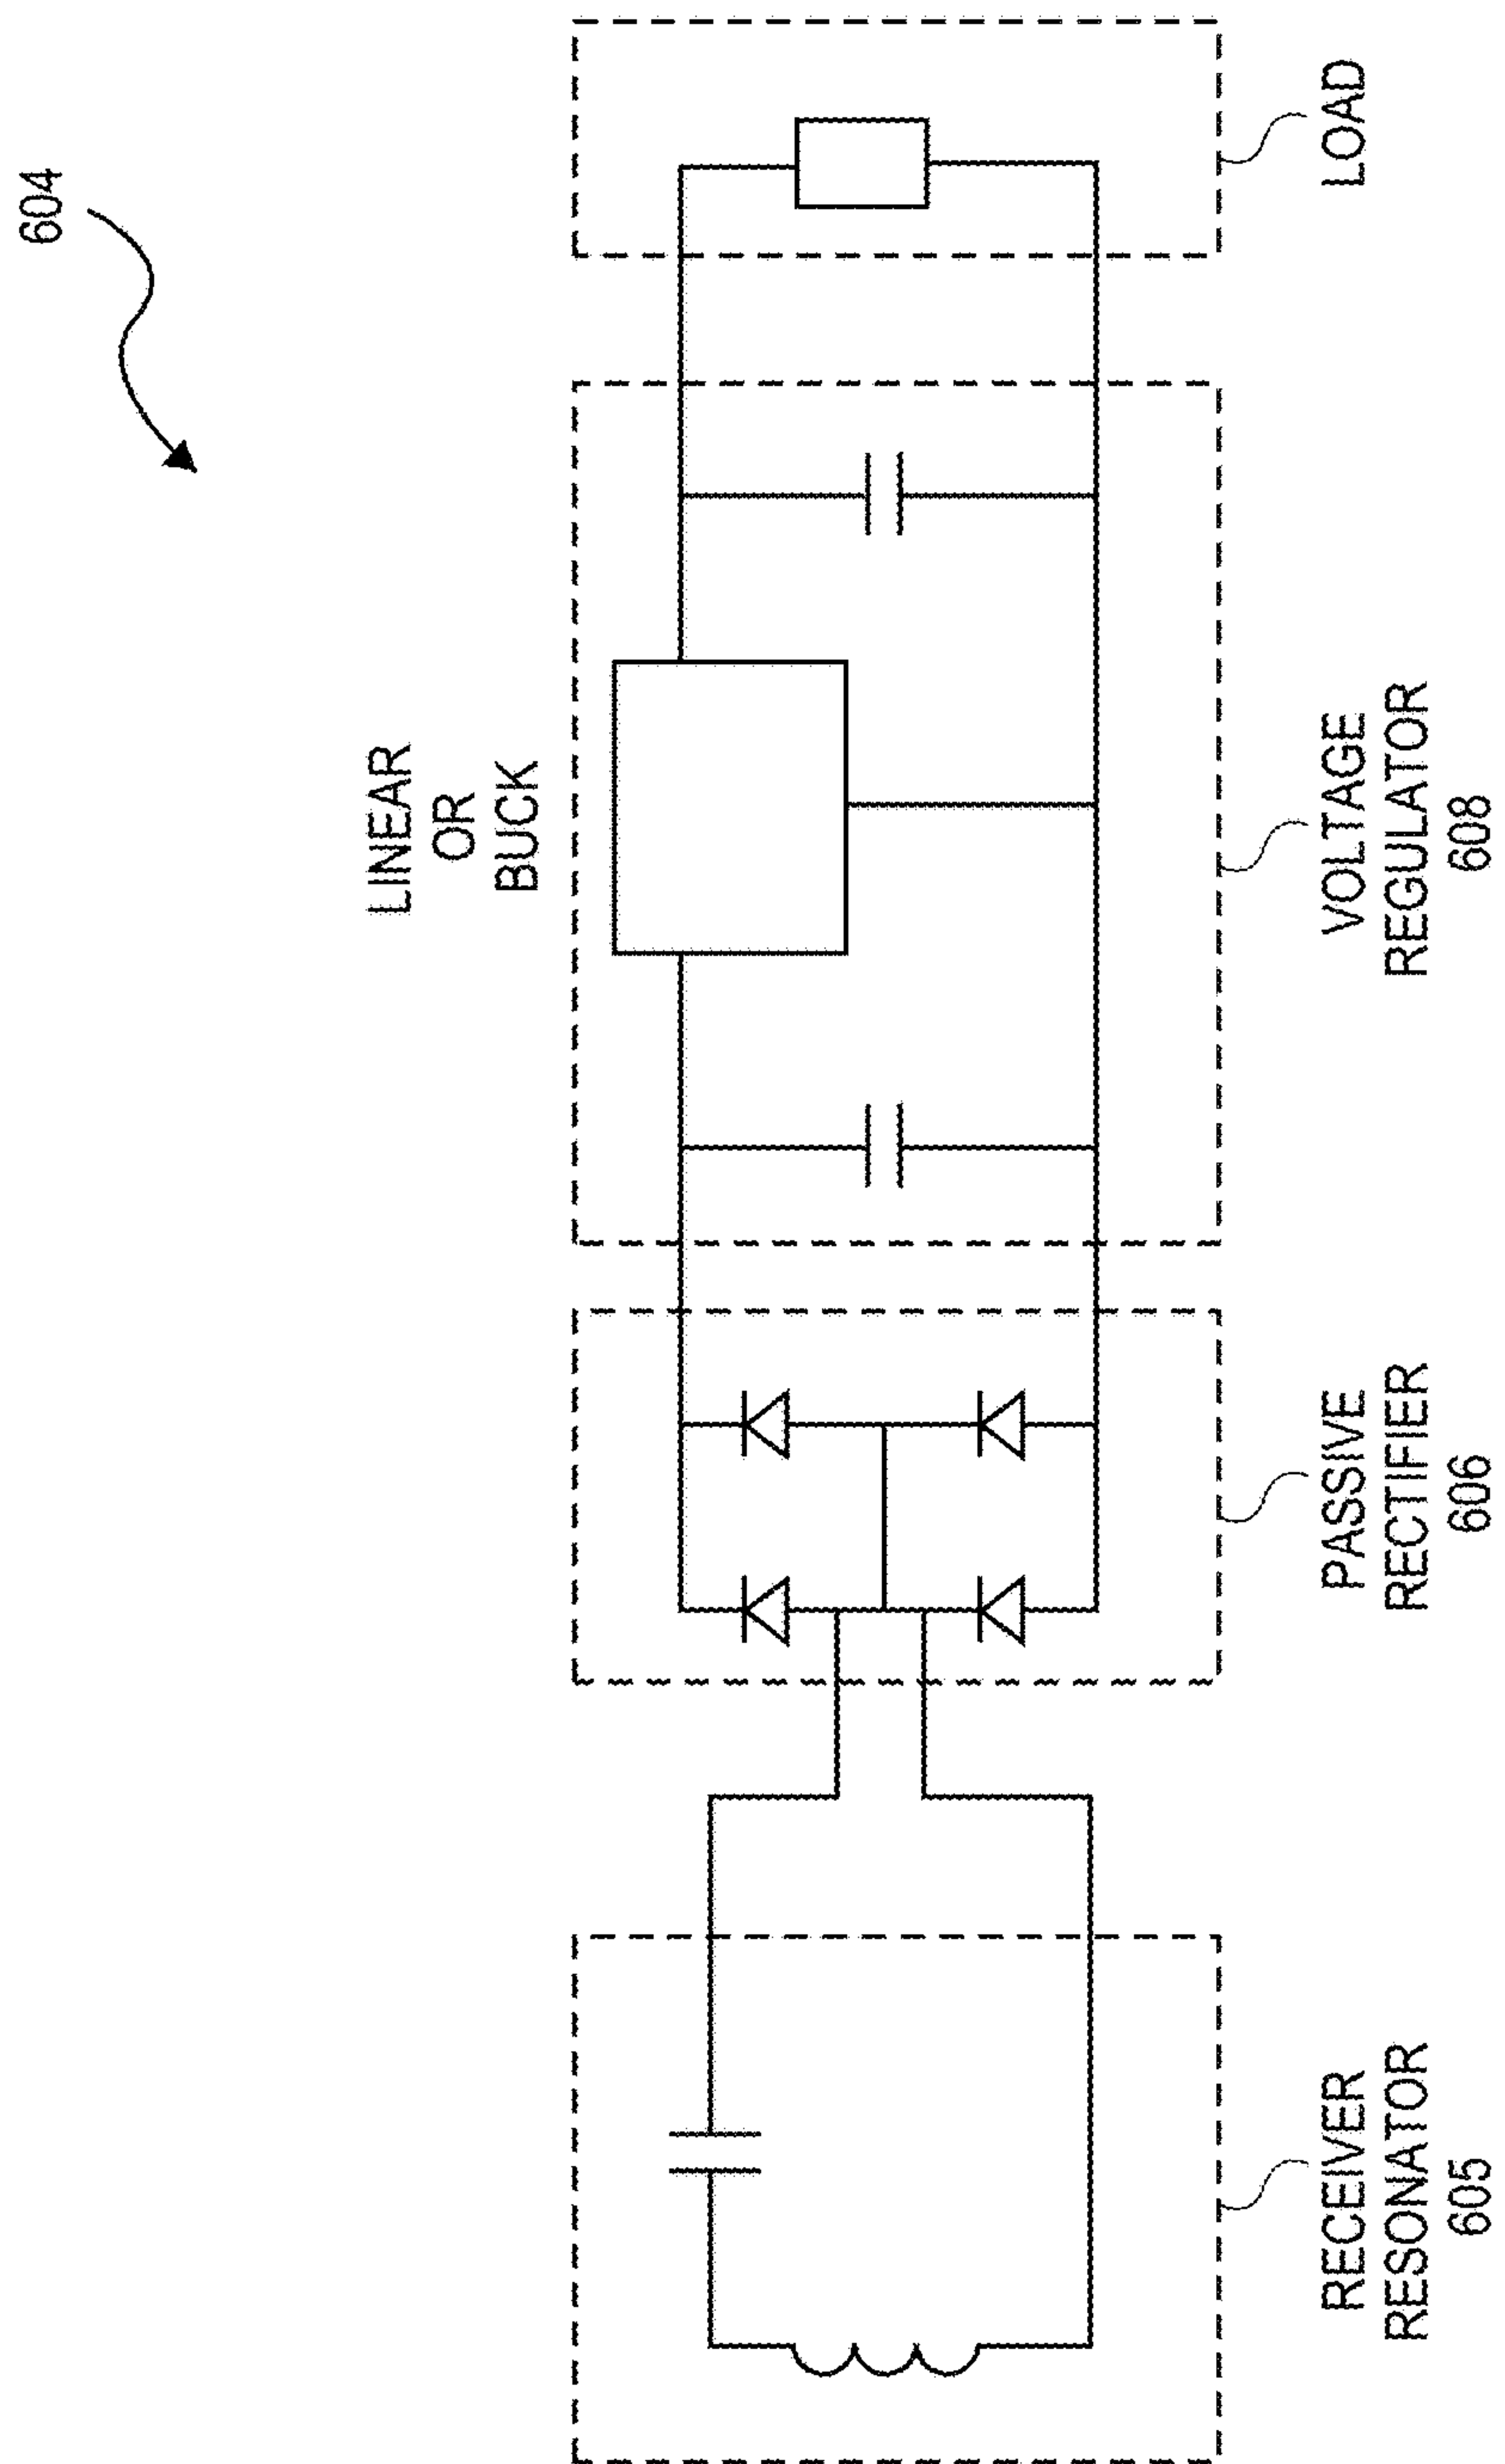 604
LINEAR
OR
BUCK
RECEIVER
RESONATOR
605
PASSIVE
RECTIFIER
606
VOLTAGE
REGULATOR
608
LOAD